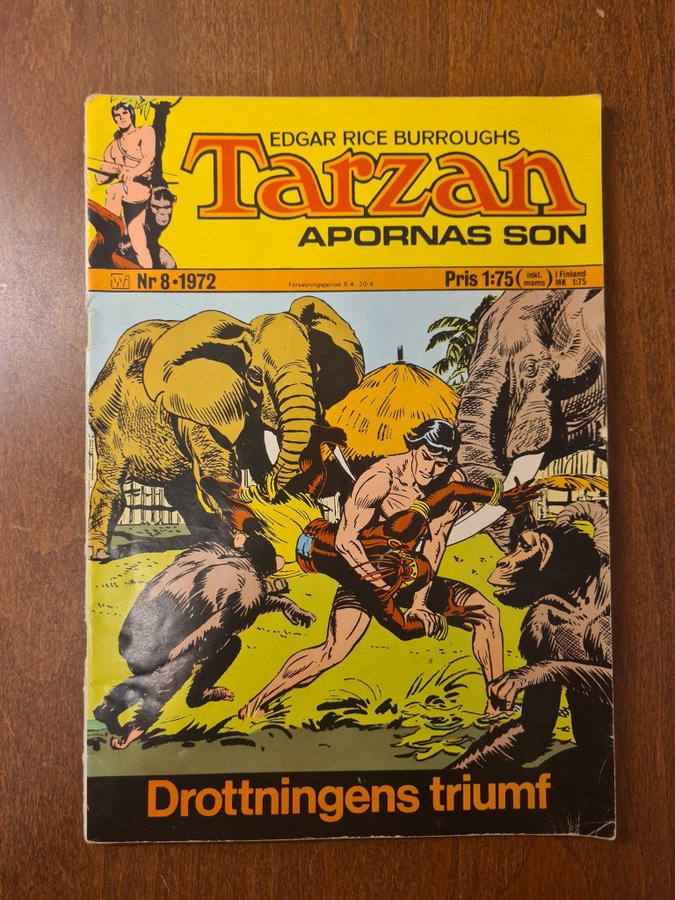 EDGAR RICE BURROUGHS
Tarzan
APORNAS SON
W Nr 8•1972 Försäljningsperiod 6/4- 20/4 Pris 1:75 (inkl. moms) I Finland MK 1:75
Drottningens triumf